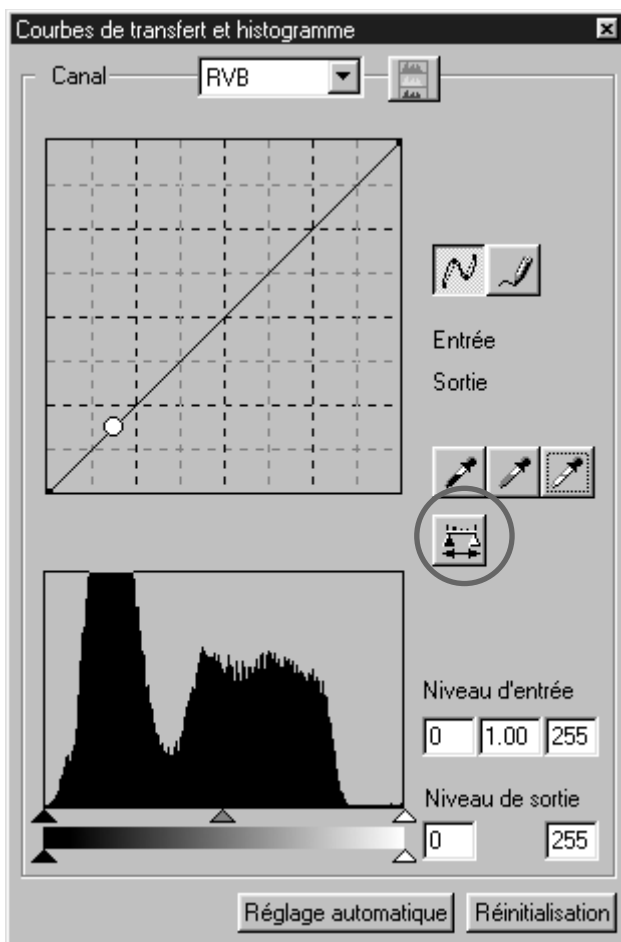 Courbes de transfert et histogramme
Canal
RVB
Entrée
Sortie
Niveau d'entrée
0 1.00 255
Niveau de sortie
0 255
Réglage automatique Réinitialisation